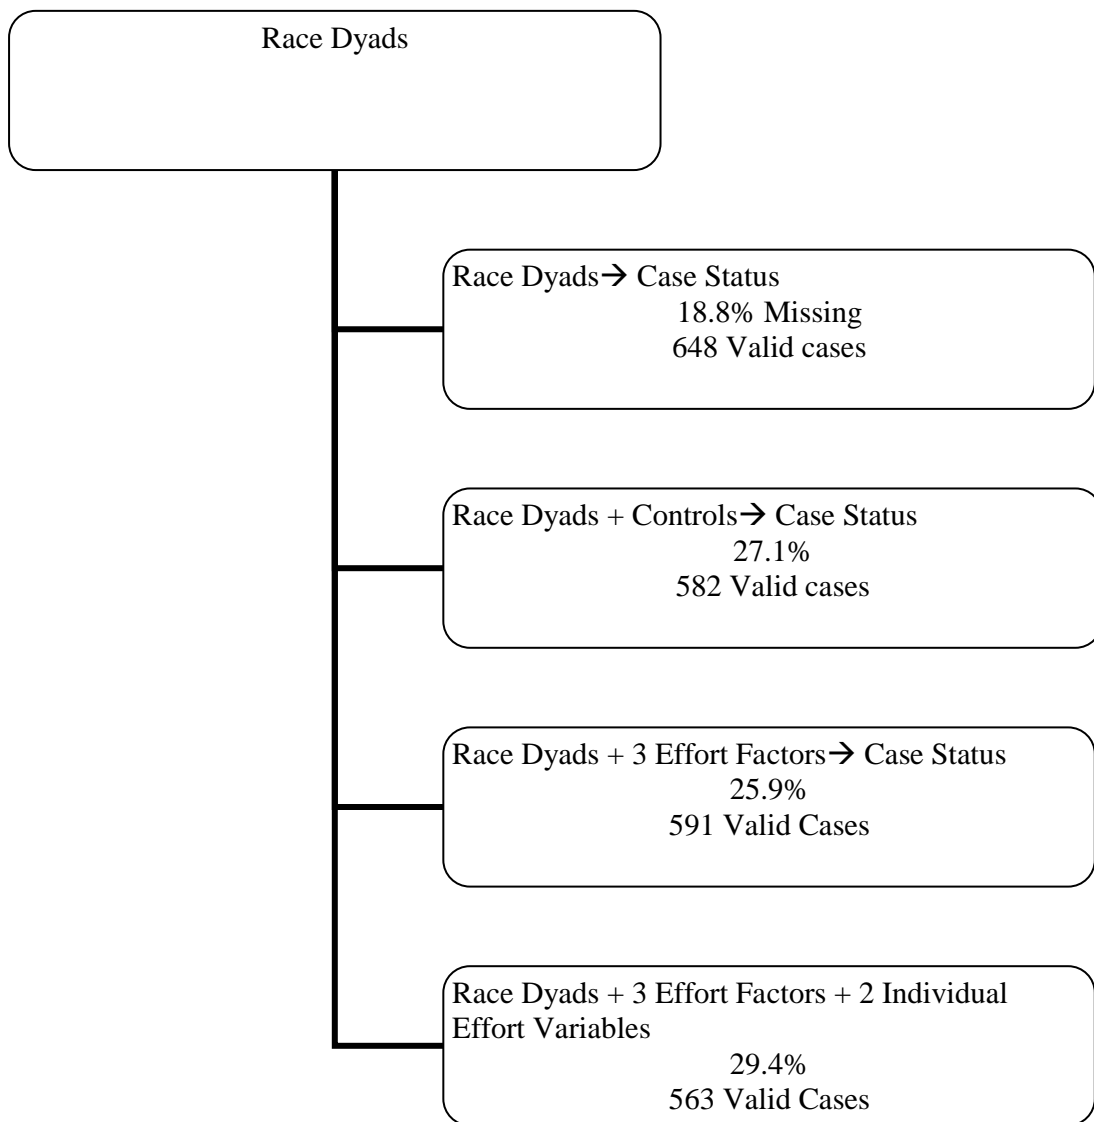 Race Dyads
Race Dyads→ Case Status
18.8% Missing
648 Valid cases
Race Dyads + Controls→ Case Status
27.1%
582 Valid cases
Race Dyads + 3 Effort Factors→ Case Status
25.9%
591 Valid Cases
Race Dyads + 3 Effort Factors + 2 Individual
Effort Variables
29.4%
563 Valid Cases